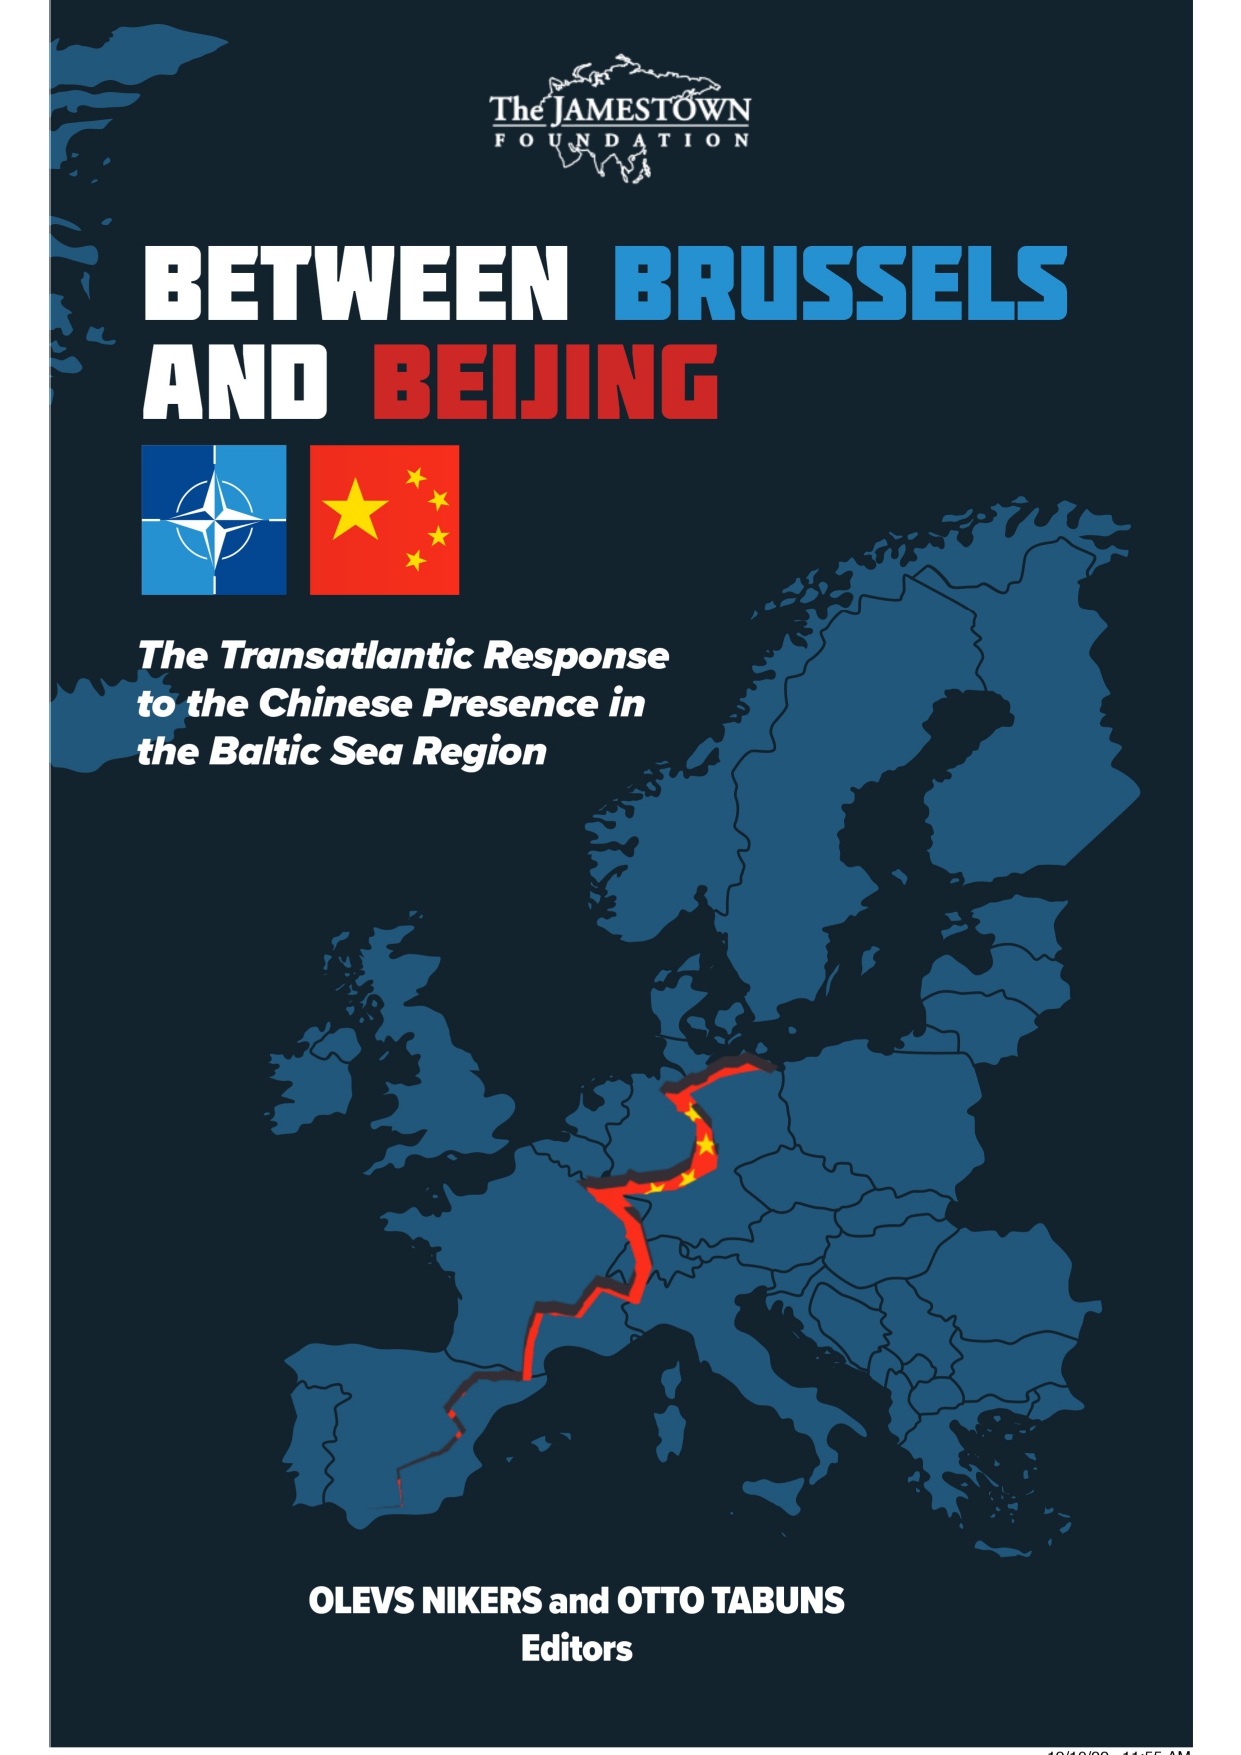 The JAMESTOWN
FOUNDATION
BETWEEN BRUSSELS
AND BEIJING
The Transatlantic Response
to the Chinese Presence in
the Baltic Sea Region
OLEVS NIKERS and OTTO TABUNS
Editors